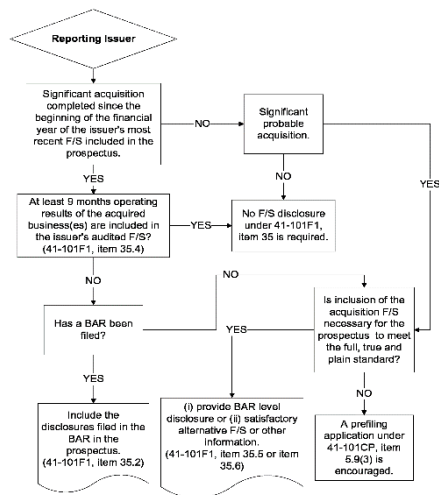 Reporting Issuer
Significant acquisition
completed since the
beginning of the financial
year of the issuer's most
recent F/S included in the
prospectus.
NO
Significant
probable
acquisition.
YES
NO
YES
At least 9 months operating
results of the acquired
business(es) are included
in the issuer's audited F/S?
(41-101F1, item 35.4)
YES
No F/S disclosure
under 41-101F1,
item 35 is required.
NO
NO
Has a BAR been
filed?
YES
Is inclusion of the
acquisition F/S
necessary for the
prospectus to meet
the full, true and
plain standard?
YES
NO
Include the
disclosures filed in
the BAR in the
prospectus.
(41-101F1, item 35.2)
(i) provide BAR level
disclosure or (ii) satisfactory
alternative F/S or other
information.
(41-101F1, item 35.5 or item
35.6)
A prefiling
application under
41-101CP, item
5.9(3) is
encouraged.